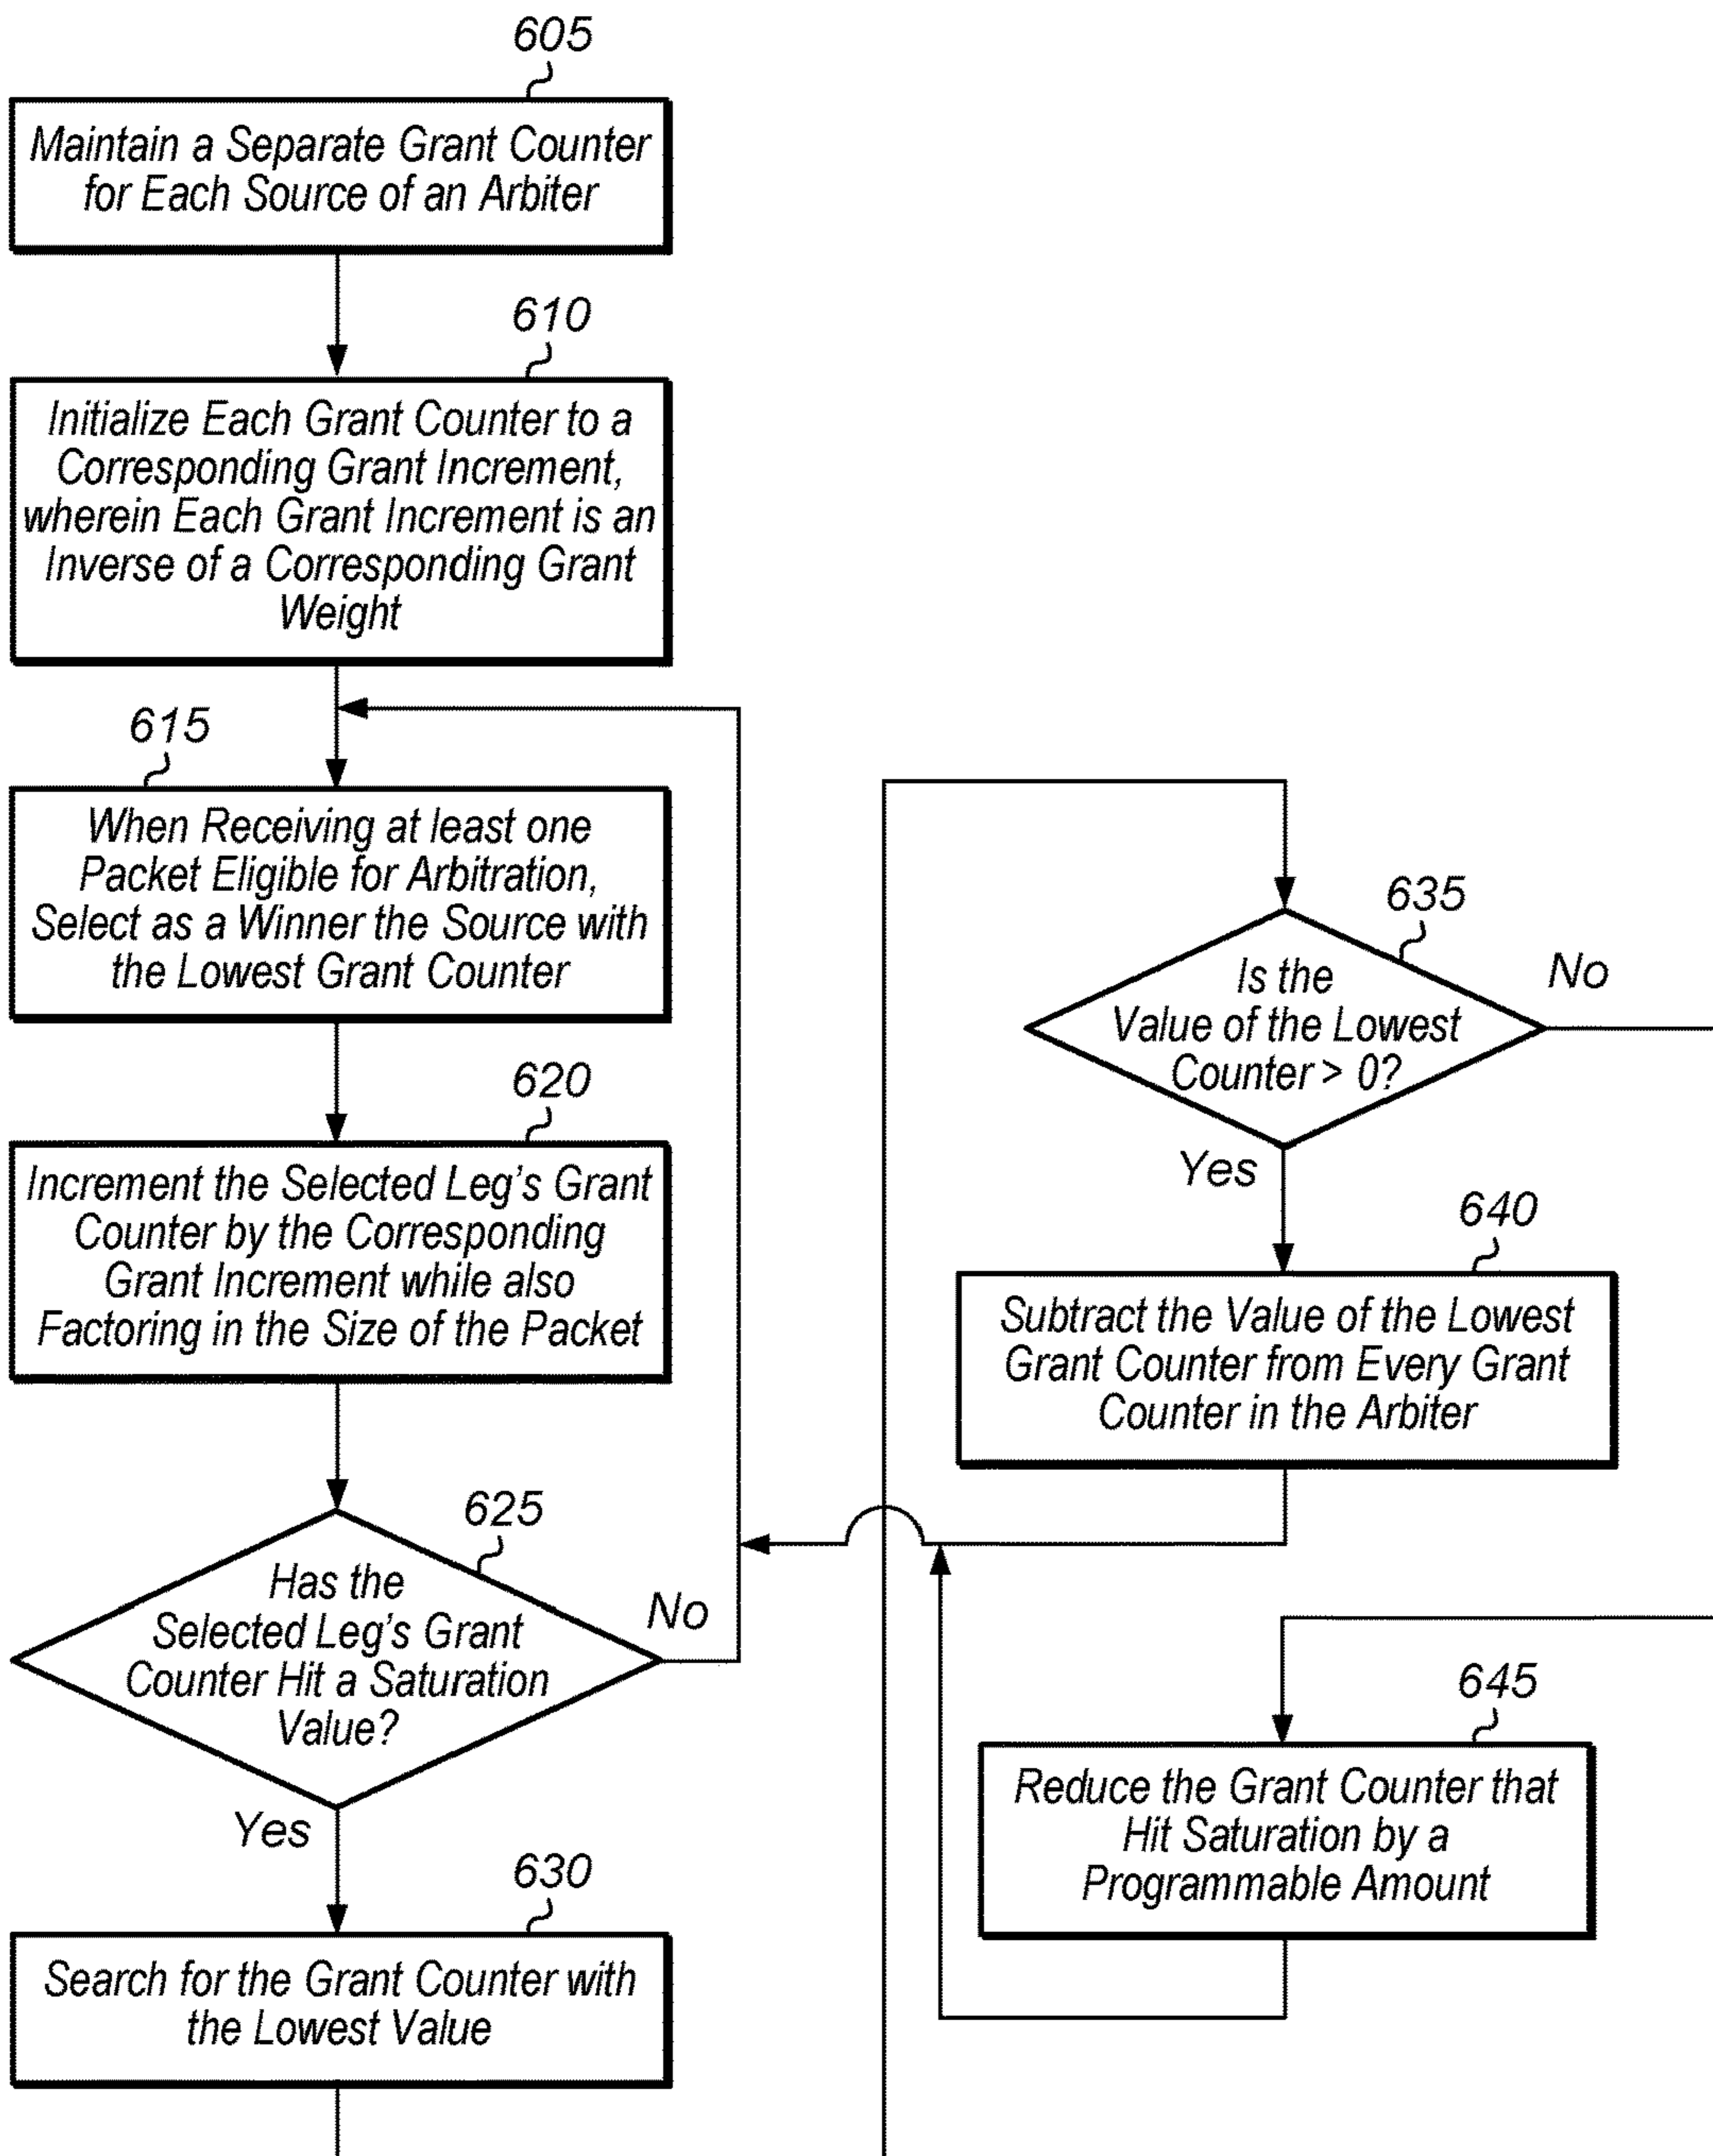 605
Maintain a Separate Grant Counter
for Each Source of an Arbiter
610
Initialize Each Grant Counter to a
Corresponding Grant Increment,
wherein Each Grant Increment is an
Inverse of a Corresponding Grant
Weight
615
When Receiving at least one
Packet Eligible for Arbitration,
Select as a Winner the Source with
the Lowest Grant Counter
620
Increment the Selected Leg's Grant
Counter by the Corresponding
Grant Increment while also
Factoring in the Size of the Packet
625
Has the
Selected Leg's Grant
Counter Hit a Saturation
Value?
No
Yes
630
Search for the Grant Counter with
the Lowest Value
635
Is the
Value of the Lowest
Counter > 0?
No
Yes
640
Subtract the Value of the Lowest
Grant Counter from Every Grant
Counter in the Arbiter
645
Reduce the Grant Counter that
Hit Saturation by a
Programmable Amount